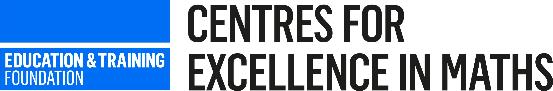 EDUCATION & TRAINING
FOUNDATION
CENTRES FOR
EXCELLENCE IN MATHS